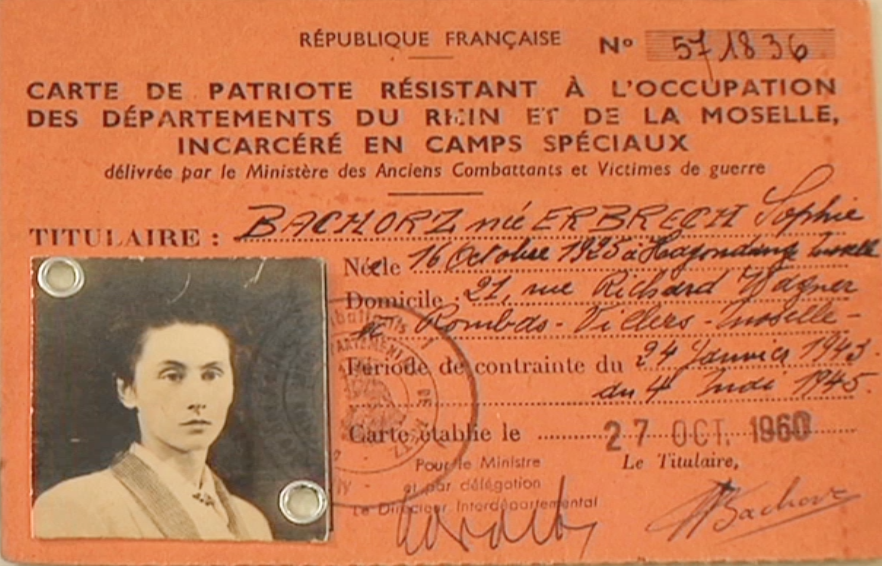 RÉPUBLIQUE FRANÇAISE
Nº 571836
CARTE DE PATRIOTE RÉSISTANT À L'OCCUPATION
DES DÉPARTEMENTS DU RHIN ET DE LA MOSELLE,
INCARCÉRÉ EN CAMPS SPÉCIAUX
délivrée par le Ministère des Anciens Combattants et Victimes de guerre
TITULAIRE : BACHORZ née ERBRECH Sophie
Née le 16 Octobre 1925 à Hagondange Moselle
Domicile : 21, rue Richard Wagner
Rombas - Villers - Moselle -
Période de contrainte du 24 Janvier 1943
au 4 Mai 1945
Carte établie le 27 OCT. 1960
Pour le Ministre
et par délégation
Le Directeur Interdépartemental
Le Titulaire,
Bachorz